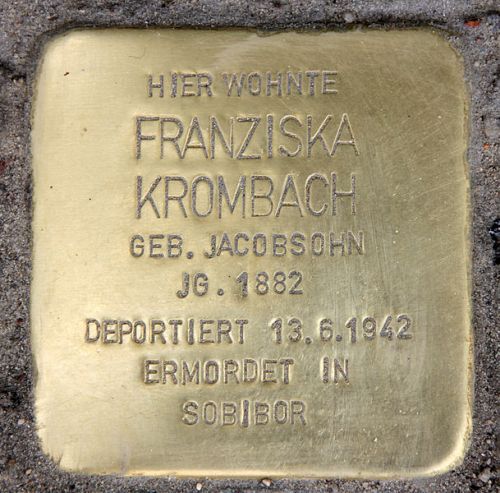 HIER WOHNTE
FRANZISKA
KROMBACH
GEB. JACOBSOHN
JG. 1882
DEPORTIERT 13.6.1942
ERMORDET IN
SOBIBOR